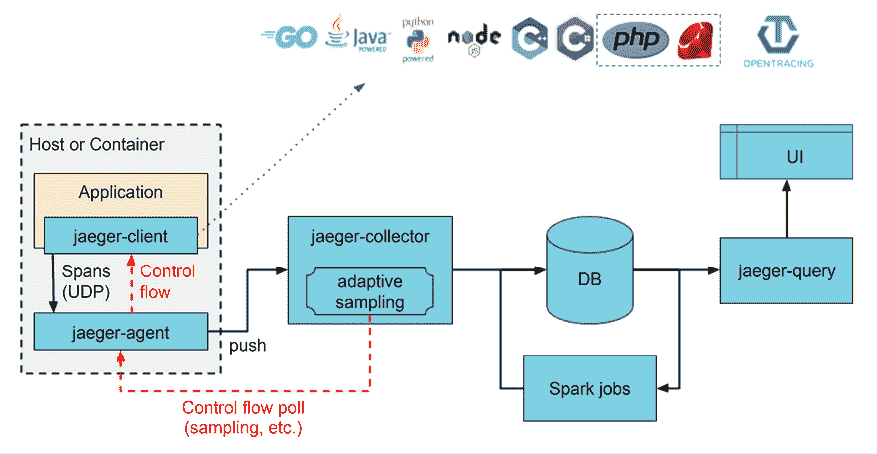 GO
Java
POWERED
python
powered
node
JS
C++
C#
php
OPENTRACING
Host or Container
Application
jaeger-client
Spans
(UDP)
Control
flow
jaeger-agent
push
jaeger-collector
adaptive
sampling
Control flow poll
(sampling, etc.)
DB
Spark jobs
UI
jaeger-query